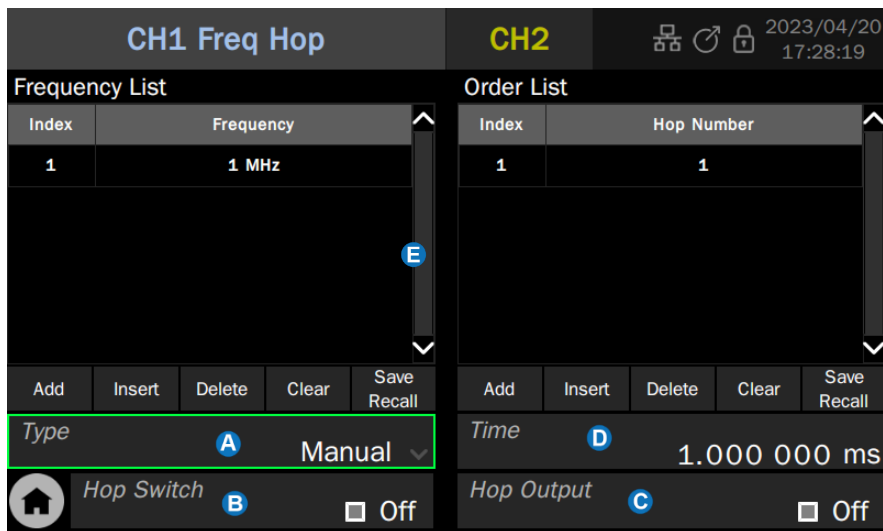 CH1 Freq Hop
CH2
2023/04/20
17:28:19
Frequency List
Order List
Index Frequency
1 1 MHz
Index Hop Number
1 1
E
Add Insert Delete Clear Save Recall
Add Insert Delete Clear Save Recall
Type A Manual
Time D 1.000 000 ms
Hop Switch B Off
Hop Output C Off